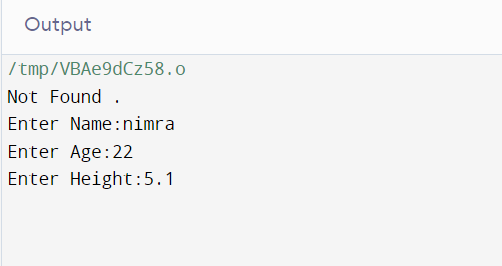 Output
/tmp/VBAe9dCz58.o
Not Found .
Enter Name:nimra
Enter Age:22
Enter Height:5.1